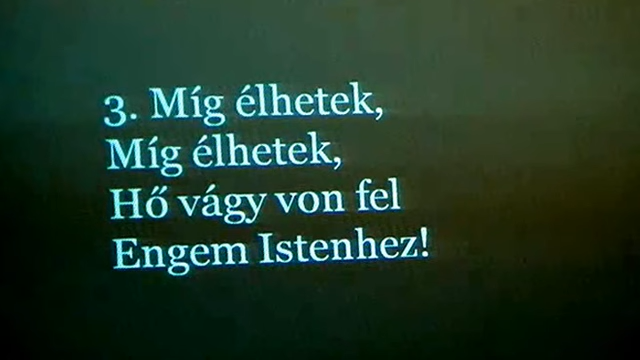 3. Míg élhetek,
Míg élhetek,
Hő vágy von fel
Engem Istenhez!